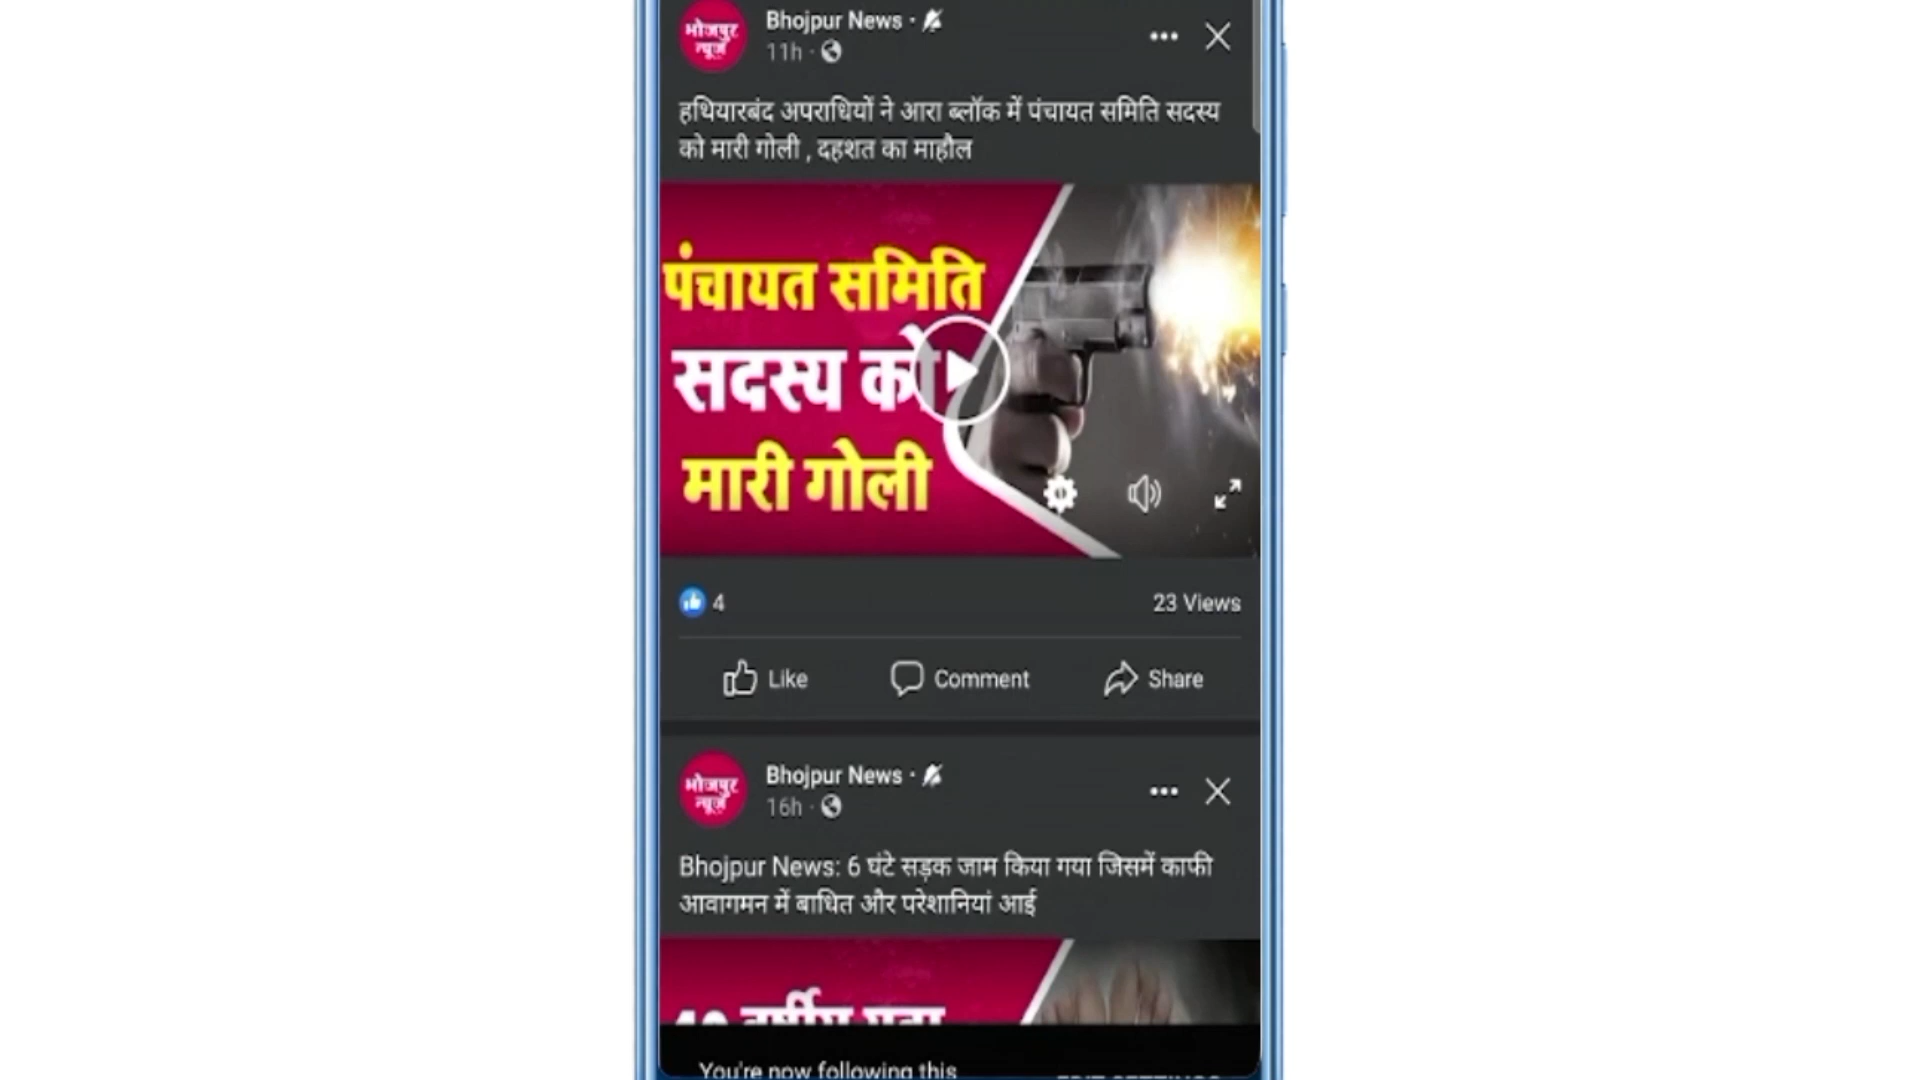 Bhojpur News ·
भोजपुर
न्यूज़
11h ·
हथियारबंद अपराधियों ने आरा ब्लॉक में पंचायत समिति सदस्य
को मारी गोली , दहशत का माहौल
पंचायत समिति
सदस्य को
मारी गोली
4
23 Views
Like
Comment
Share
Bhojpur News ·
भोजपुर
न्यूज़
16h ·
Bhojpur News: 6 घंटे सड़क जाम किया गया जिसमें काफी
आवागमन में बाधित और परेशानियां आई
You're now following this